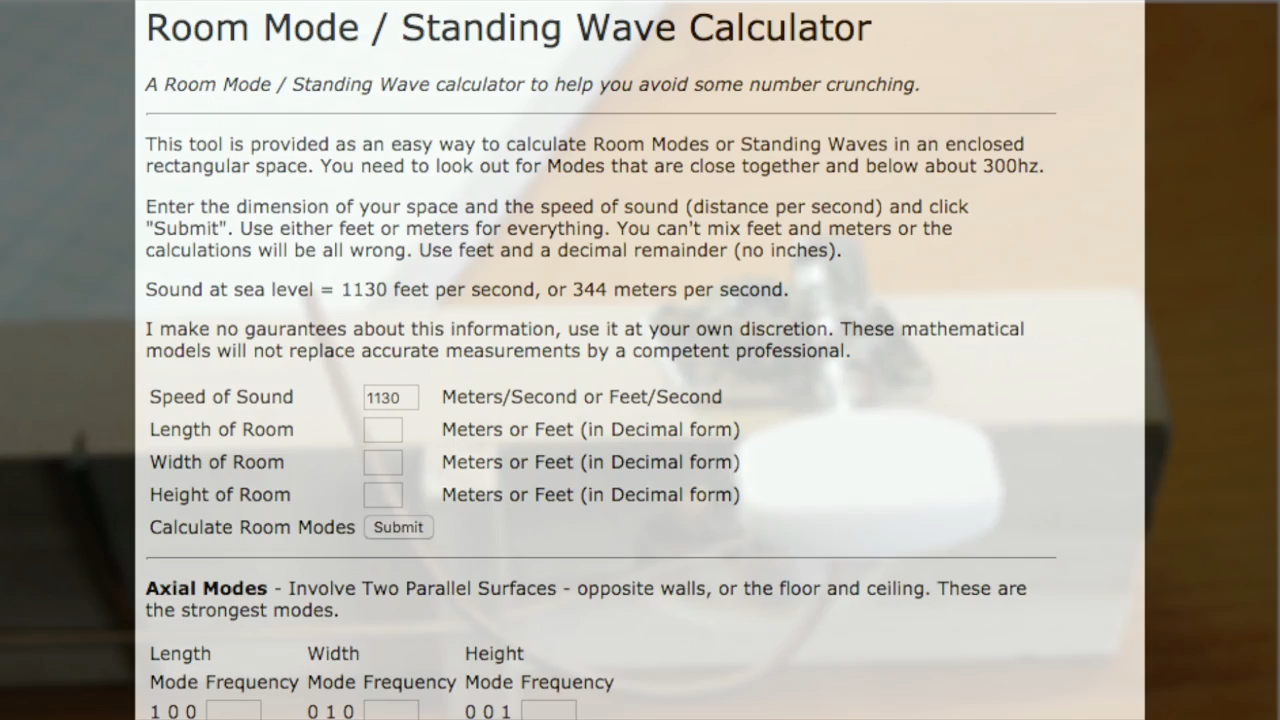 Room Mode / Standing Wave Calculator
A Room Mode / Standing Wave calculator to help you avoid some number crunching.
This tool is provided as an easy way to calculate Room Modes or Standing Waves in an enclosed
rectangular space. You need to look out for Modes that are close together and below about 300hz.
Enter the dimension of your space and the speed of sound (distance per second) and click
"Submit". Use either feet or meters for everything. You can't mix feet and meters or the
calculations will be all wrong. Use feet and a decimal remainder (no inches).
Sound at sea level = 1130 feet per second, or 344 meters per second.
I make no gaurantees about this information, use it at your own discretion. These mathematical
models will not replace accurate measurements by a competent professional.
Speed of Sound 1130 Meters/Second or Feet/Second
Length of Room Meters or Feet (in Decimal form)
Width of Room Meters or Feet (in Decimal form)
Height of Room Meters or Feet (in Decimal form)
Calculate Room Modes Submit
Axial Modes - Involve Two Parallel Surfaces - opposite walls, or the floor and ceiling. These are
the strongest modes.
Length Width Height
Mode Frequency Mode Frequency Mode Frequency
1 0 0 0 1 0 0 0 1